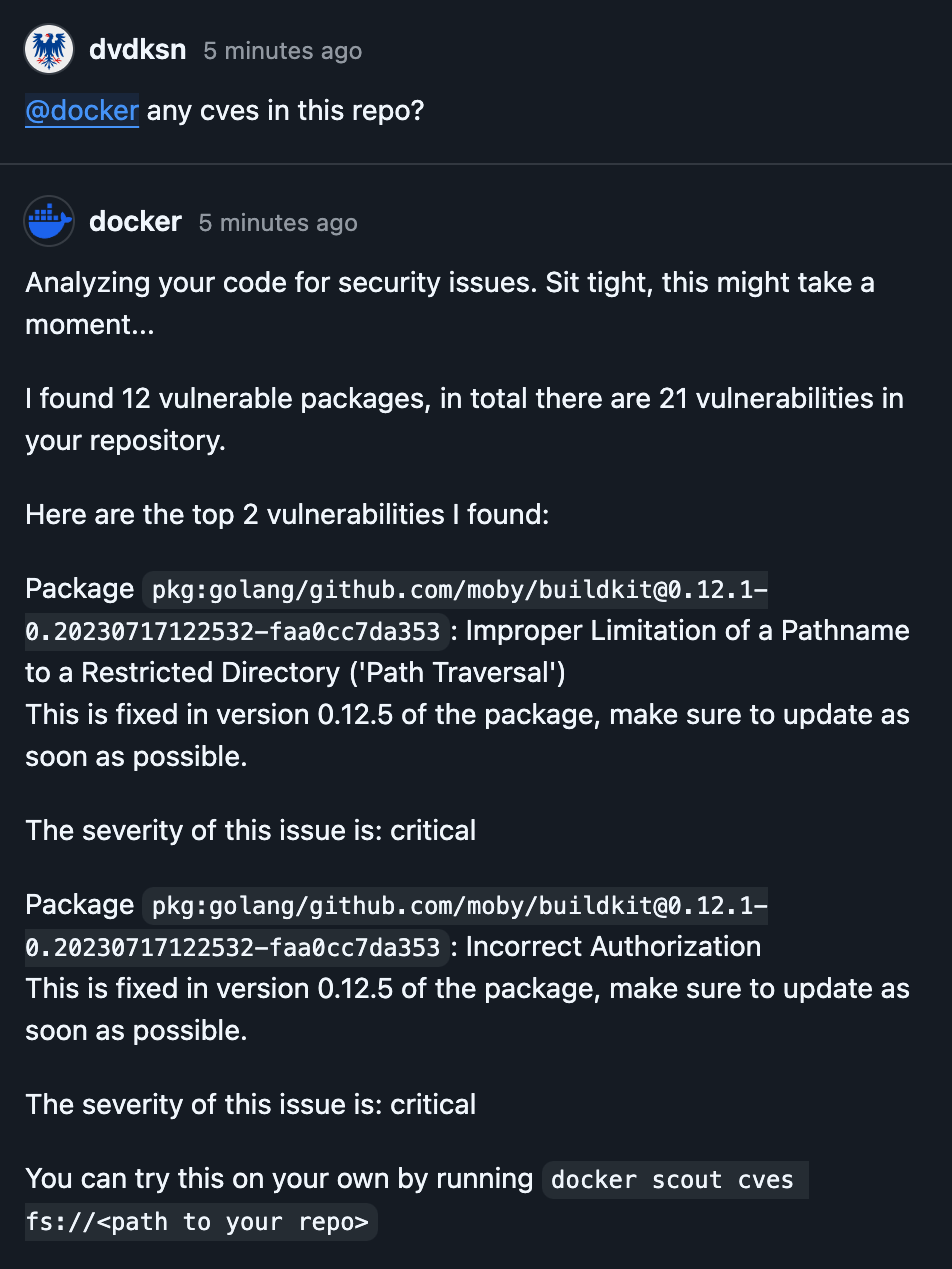 dvdksn 5 minutes ago
@docker any cves in this repo?
docker 5 minutes ago
Analyzing your code for security issues. Sit tight, this might take a
moment...
I found 12 vulnerable packages, in total there are 21 vulnerabilities in
your repository.
Here are the top 2 vulnerabilities I found:
Package pkg:golang/github.com/moby/buildkit@0.12.1-
0.20230717122532-faa0cc7da353 : Improper Limitation of a Pathname
to a Restricted Directory ('Path Traversal')
This is fixed in version 0.12.5 of the package, make sure to update as
soon as possible.
The severity of this issue is: critical
Package pkg:golang/github.com/moby/buildkit@0.12.1-
0.20230717122532-faa0cc7da353 : Incorrect Authorization
This is fixed in version 0.12.5 of the package, make sure to update as
soon as possible.
The severity of this issue is: critical
You can try this on your own by running docker scout cves
fs://<path to your repo>